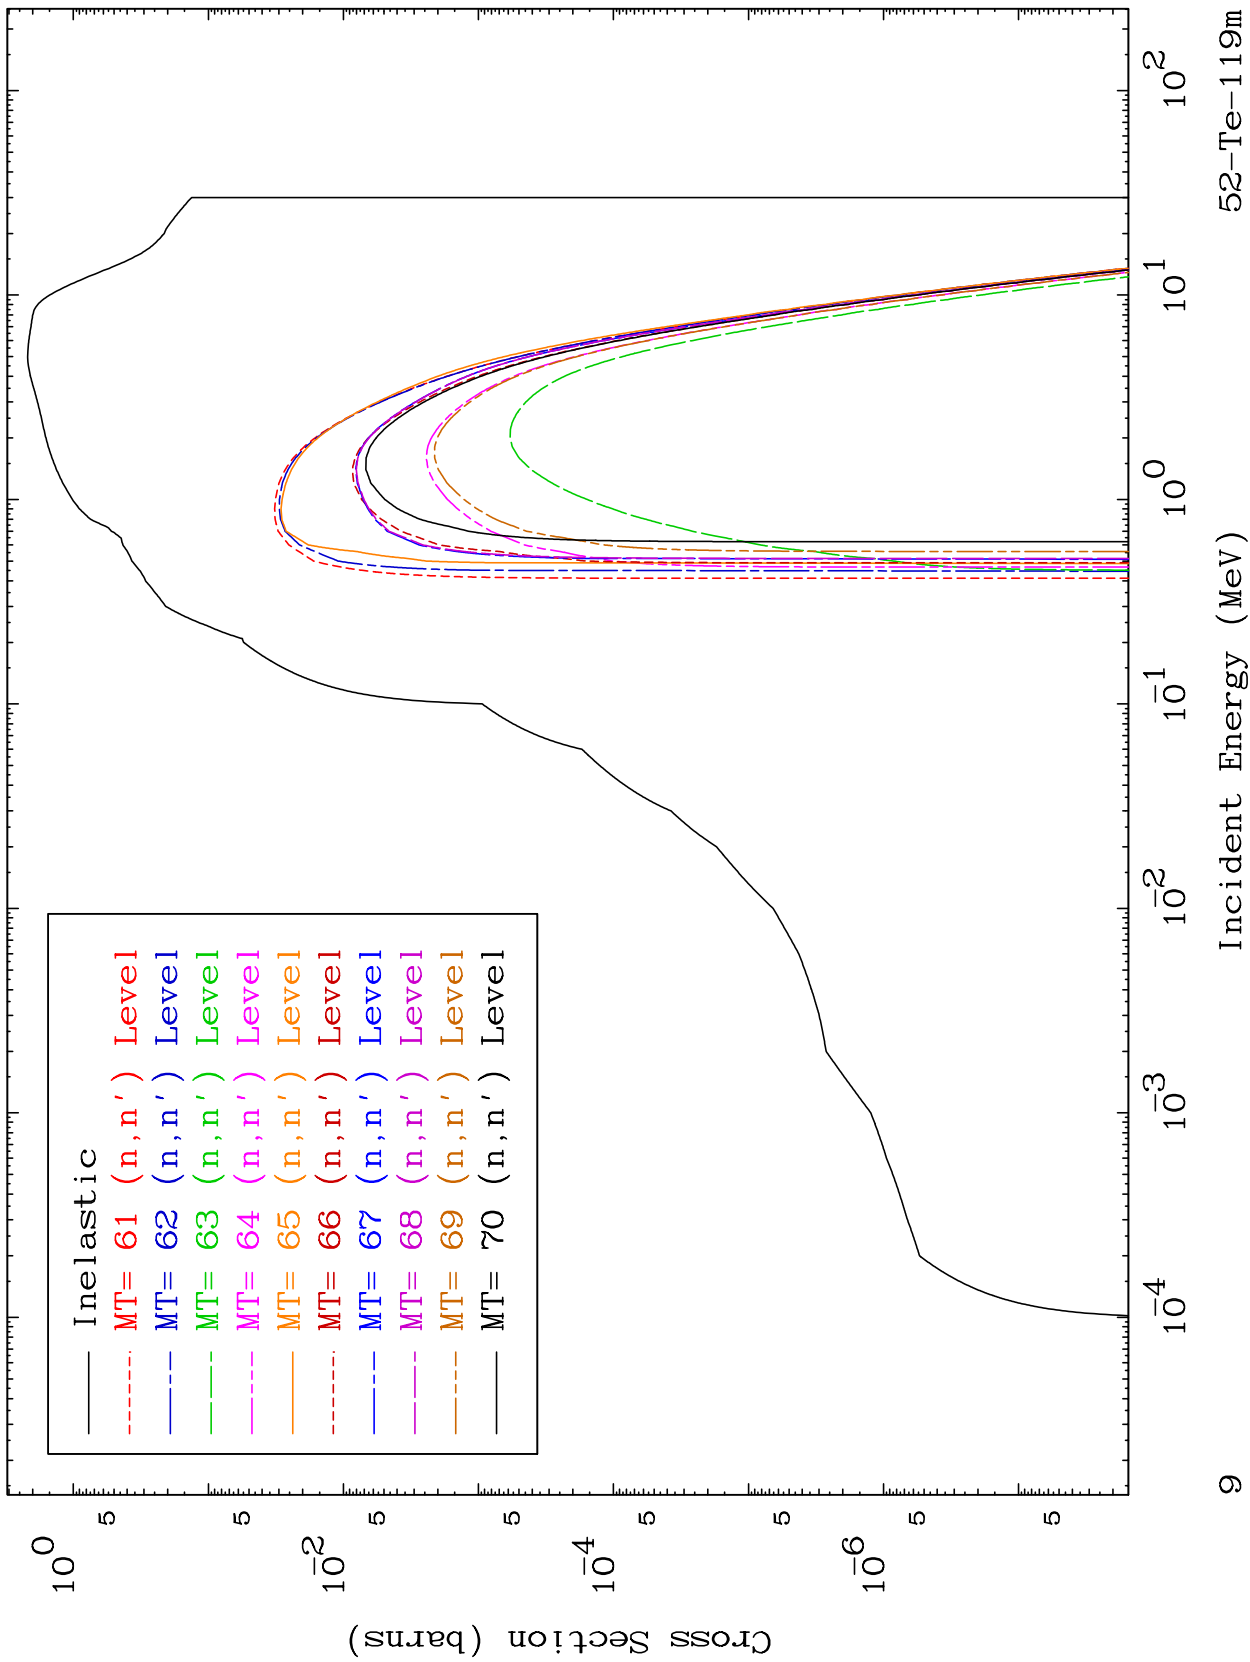 Inelastic
MT= 61 (n,n') Level
MT= 62 (n,n') Level
MT= 63 (n,n') Level
MT= 64 (n,n') Level
MT= 65 (n,n') Level
MT= 66 (n,n') Level
MT= 67 (n,n') Level
MT= 68 (n,n') Level
MT= 69 (n,n') Level
MT= 70 (n,n') Level
Cross Section (barns)
10^0
5
5
10^-2
5
5
10^-4
5
5
10^-6
5
5
10^-4
10^-3
10^-2
10^-1
10^0
10^1
10^2
9
Incident Energy (MeV)
52-Te-119m